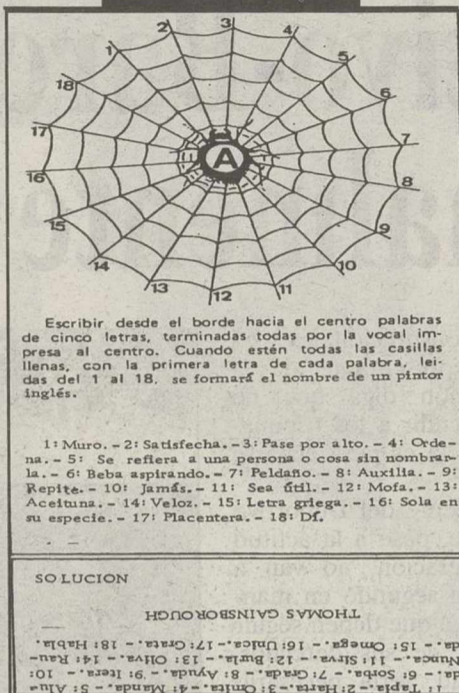 1
2
3
4
5
6
7
8
9
10
11
12
13
14
15
16
17
18
A
Escribir desde el borde hacia el centro palabras
de cinco letras, terminadas todas por la vocal im-
presa al centro. Cuando estén todas las casillas
llenas, con la primera letra de cada palabra, leí-
das del 1 al 18, se formará el nombre de un pintor
inglés.
1: Muro. - 2: Satisfecha. - 3: Pase por alto. - 4: Orde-
na. - 5: Se refiera a una persona o cosa sin nombrar-
la. - 6: Beba aspirando. - 7: Peldaño. - 8: Auxilia. - 9:
Repite. - 10: Jamás. - 11: Sea útil. - 12: Mofa. - 13:
Aceituna. - 14: Veloz. - 15: Letra griega. - 16: Sola en
su especie. - 17: Placentera. - 18: Dí.
SOLUCION
THOMAS GAINSBOROUGH
1: Tapia. - 2: Harta. - 3: Omita. - 4: Manda. - 5: Alu-
da. - 6: Sorba. - 7: Grada. - 8: Ayuda. - 9: Itera. - 10:
Nunca. - 11: Sirva. - 12: Burla. - 13: Oliva. - 14: Rau-
da. - 15: Omega. - 16: Unica. - 17: Grata. - 18: Habla.